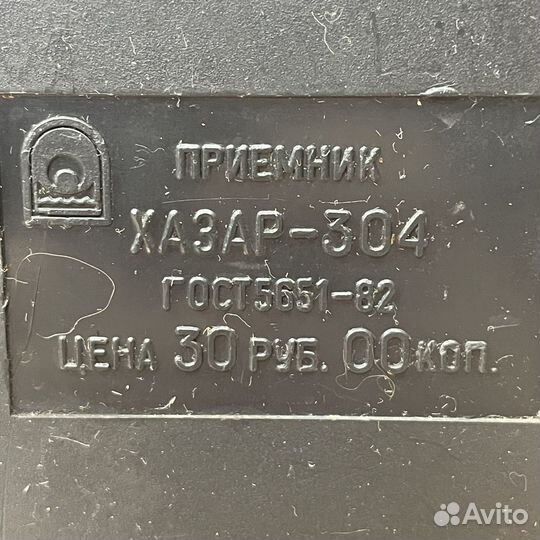 ПРИЕМНИК
ХАЗАР-304
ГОСТ5651-82
ЦЕНА 30 РУБ. 00 КОП.
Avito